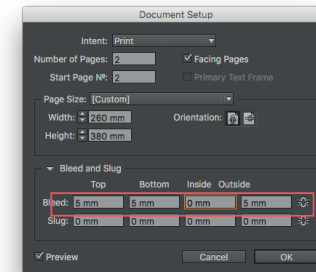 Document Setup
Intent: Print
Number of Pages: 2 Facing Pages
Start Page Nº: 2 Primary Text Frame
Page Size: [Custom]
Width: 260 mm Orientation:
Height: 380 mm
Bleed and Slug
Top Bottom Inside Outside
Bleed: 5 mm 5 mm 0 mm 5 mm
Slug: 0 mm 0 mm 0 mm 0 mm
Preview Cancel OK